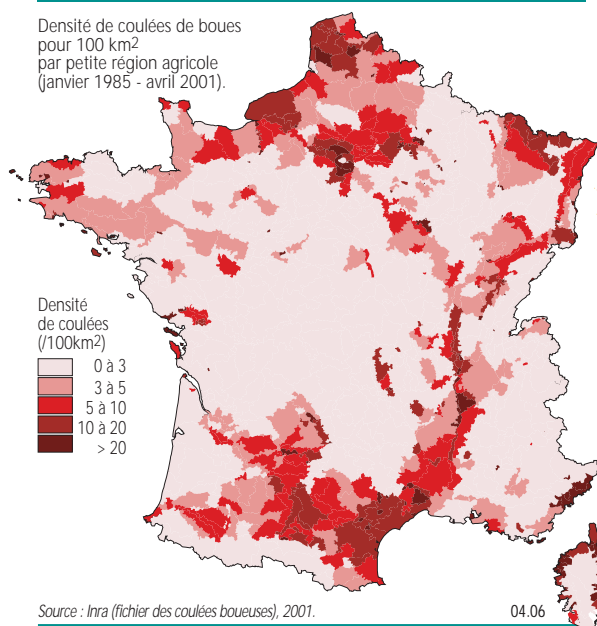 Densité de coulées de boues
pour 100 km2
par petite région agricole
(janvier 1985 - avril 2001).
Densité
de coulées
(/100km2)
0 à 3
3 à 5
5 à 10
10 à 20
> 20
Source : Inra (fichier des coulées boueuses), 2001.
04.06